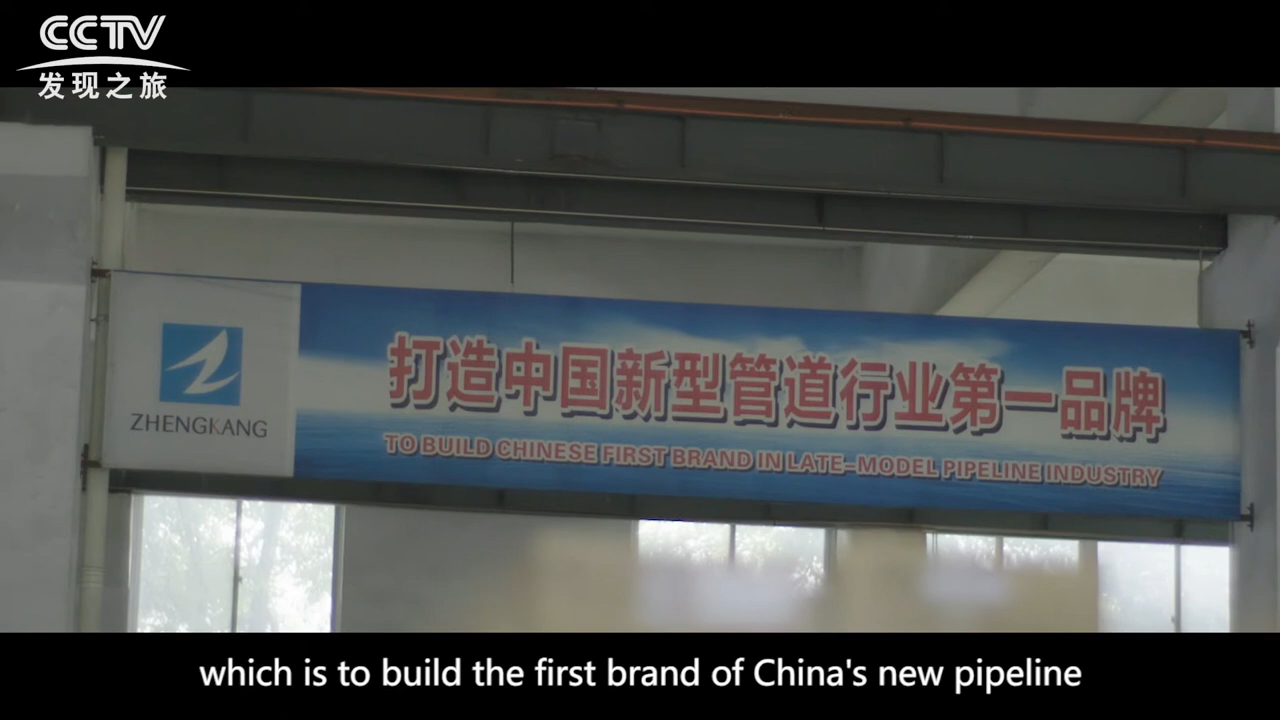 CCTV
发现之旅
打造中国新型管道行业第一品牌
ZHENGKANG
TO BUILD CHINESE FIRST BRAND IN LATE-MODEL PIPELINE INDUSTRY
which is to build the first brand of China's new pipeline